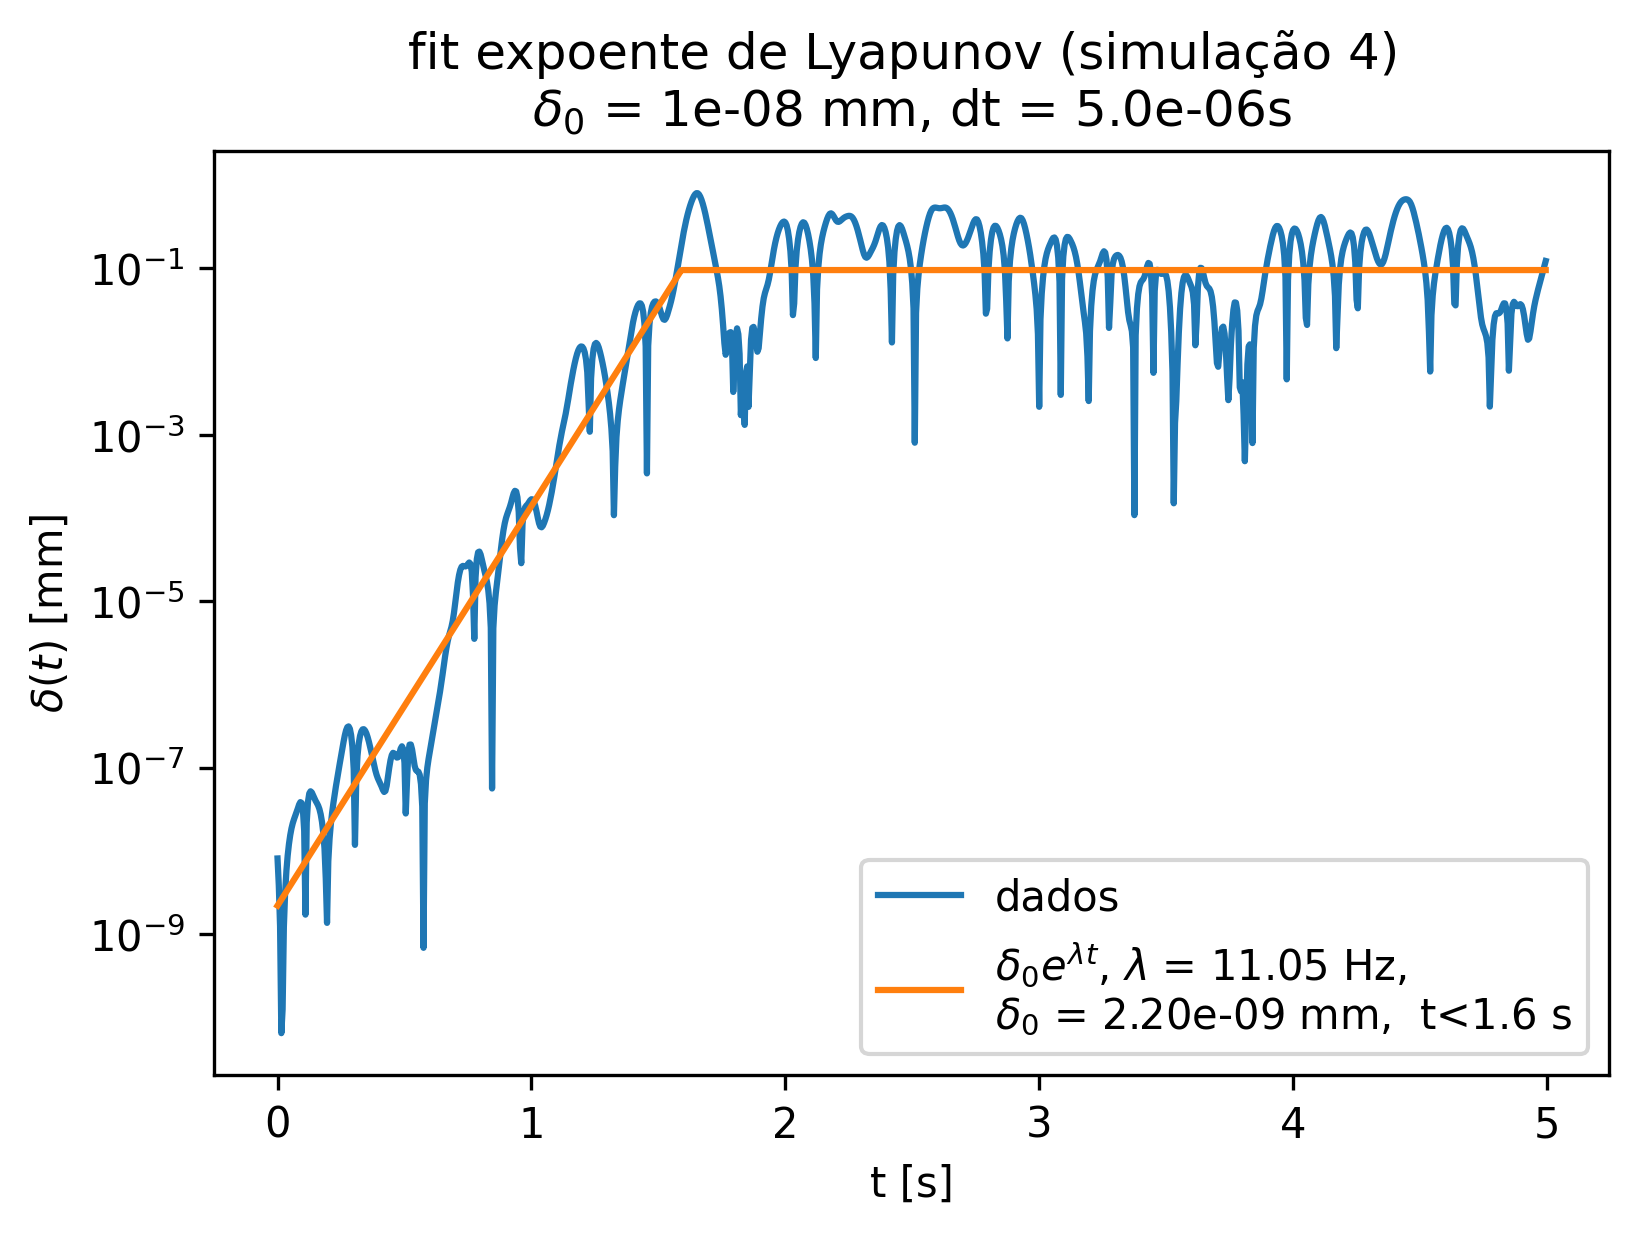 fit expoente de Lyapunov (simulação 4)
δ₀ = 1e-08 mm, dt = 5.0e-06s
δ(t) [mm]
10⁻¹
10⁻³
10⁻⁵
10⁻⁷
10⁻⁹
dados
δ₀e^{λt}, λ = 11.05 Hz,
δ₀ = 2.20e-09 mm,  t<1.6 s
0 1 2 3 4 5
t [s]